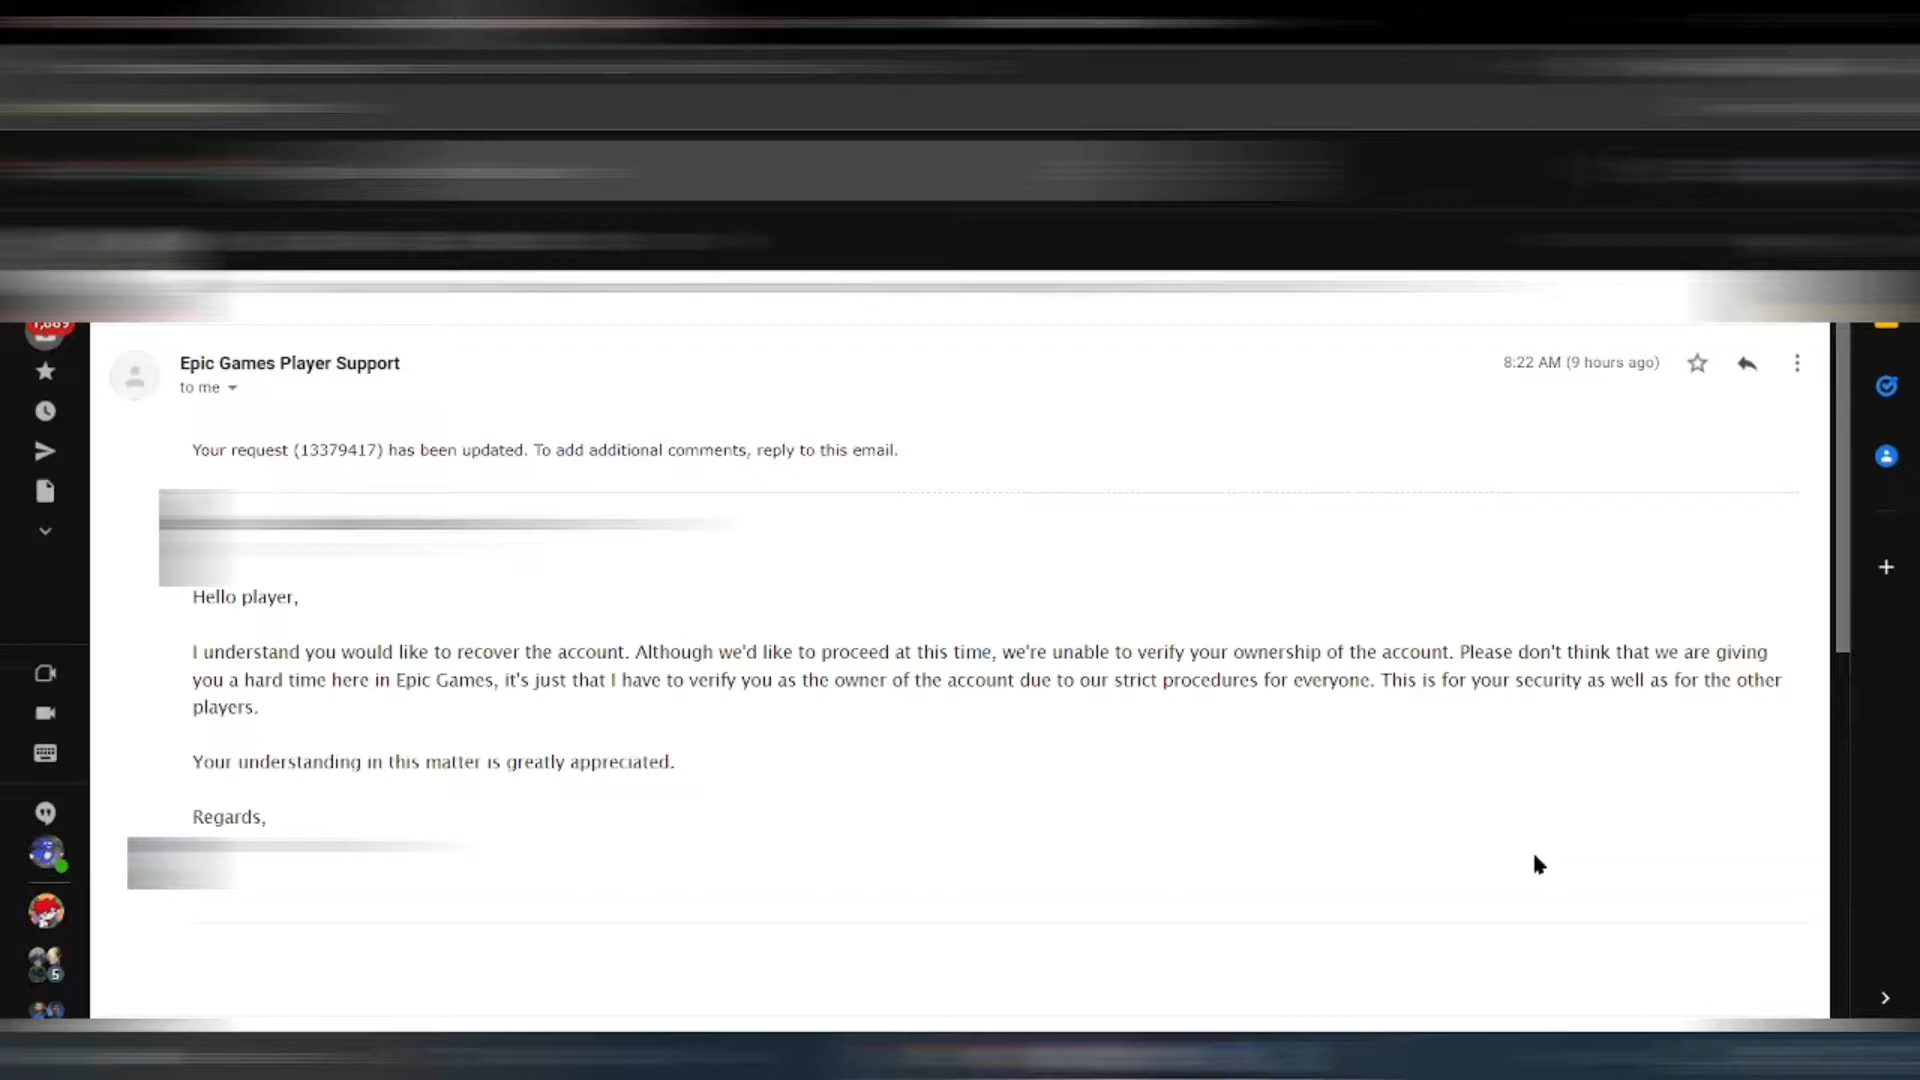 Epic Games Player Support
8:22 AM (9 hours ago)
to me
Your request (13379417) has been updated. To add additional comments, reply to this email.
Hello player,
I understand you would like to recover the account. Although we'd like to proceed at this time, we're unable to verify your ownership of the account. Please don't think that we are giving
you a hard time here in Epic Games, it's just that I have to verify you as the owner of the account due to our strict procedures for everyone. This is for your security as well as for the other
players.
Your understanding in this matter is greatly appreciated.
Regards,
5